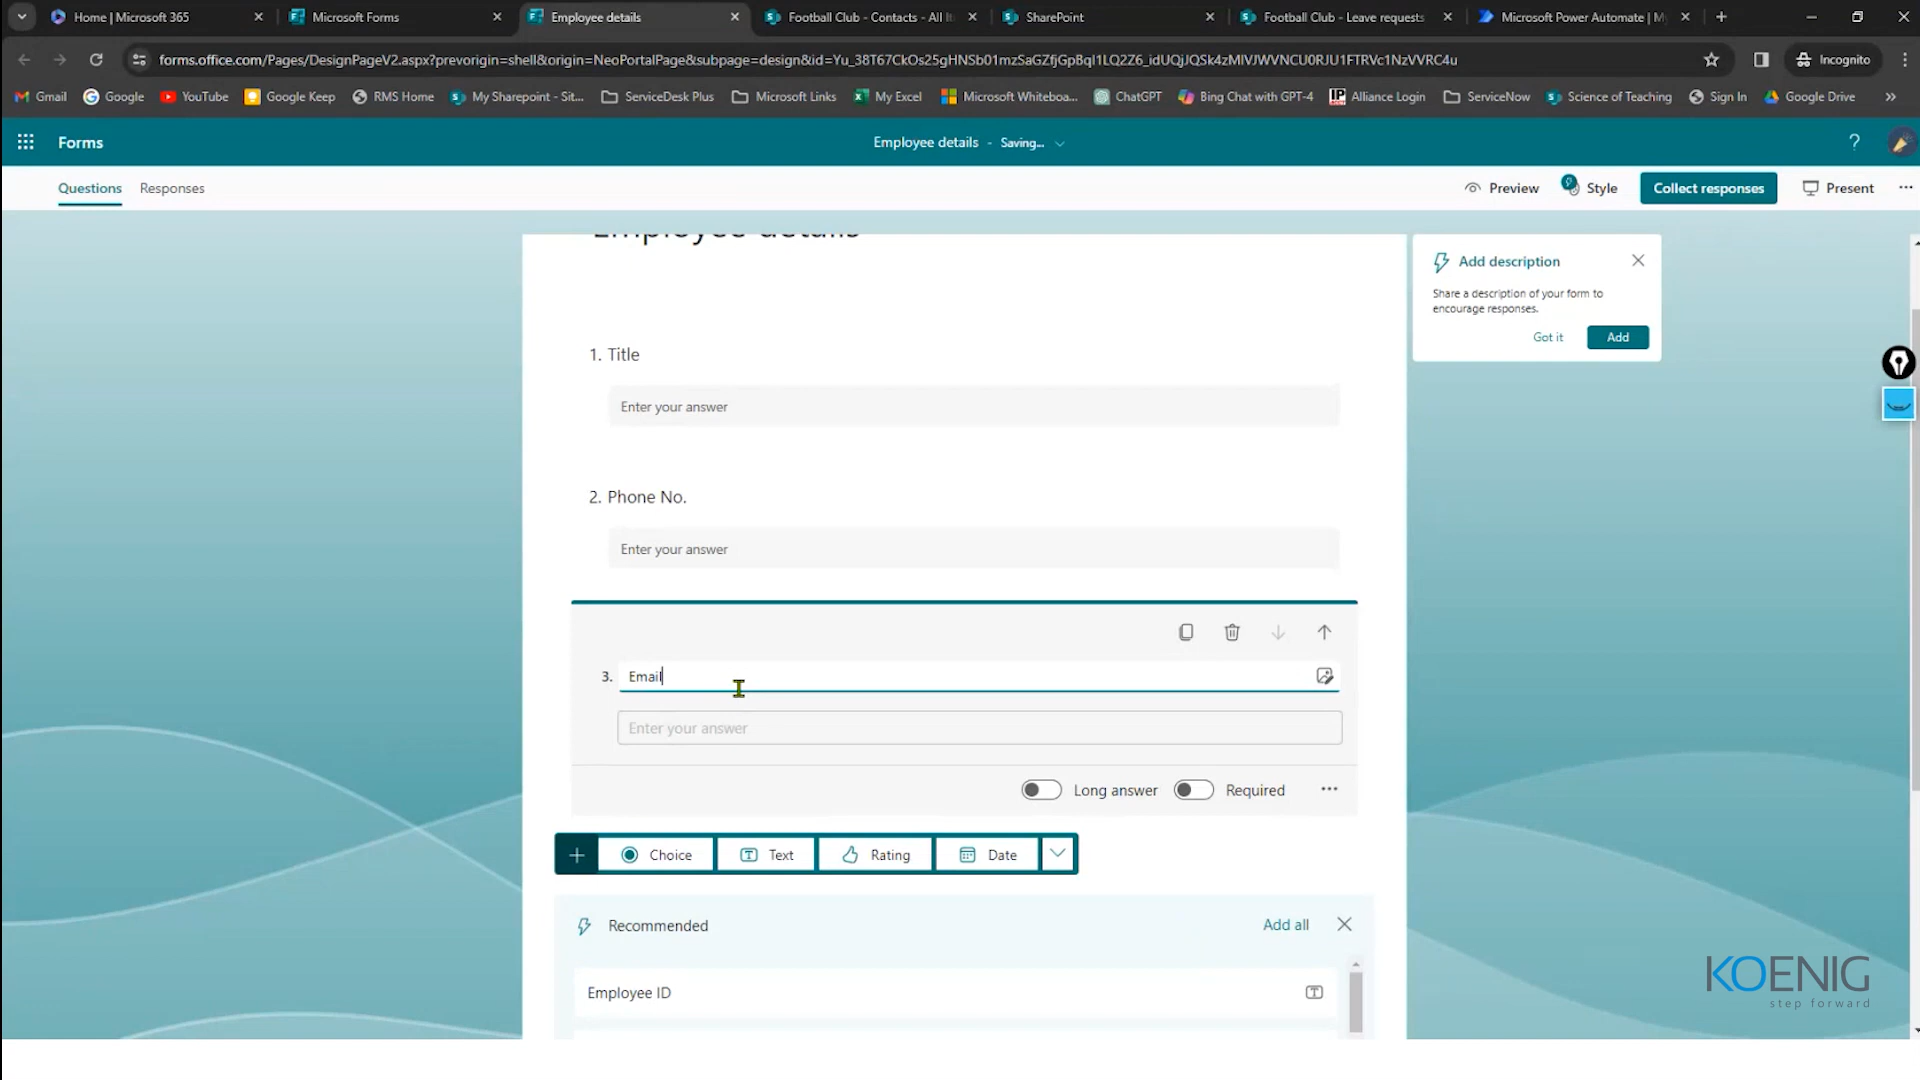 Home | Microsoft 365
Microsoft Forms
Employee details
Football Club - Contacts - All It
SharePoint
Football Club - Leave requests
Microsoft Power Automate | M
forms.office.com/Pages/DesignPageV2.aspx?prevorigin=shell&origin=NeoPortalPage&subpage=design&id=Yu_38T67CkOs25gHNSb01mzSaGZfjGpBqI1LQ2Z6_idUQjJQSk4zMlVJWVNCU0RJU1FTRVc1NzVVRC4u
Incognito
Gmail
Google
YouTube
Google Keep
RMS Home
My Sharepoint - Sit...
ServiceDesk Plus
Microsoft Links
My Excel
Microsoft Whiteboa...
ChatGPT
Bing Chat with GPT-4
Alliance Login
ServiceNow
Science of Teaching
Sign In
Google Drive
Forms
Employee details - Saving...
Questions
Responses
Preview
Style
Collect responses
Present
Employee details
Add description
Share a description of your form to
encourage responses.
Got it
Add
1. Title
Enter your answer
2. Phone No.
Enter your answer
3. Email
Enter your answer
Long answer
Required
Choice
Text
Rating
Date
Recommended
Add all
Employee ID
KOENIG
step forward